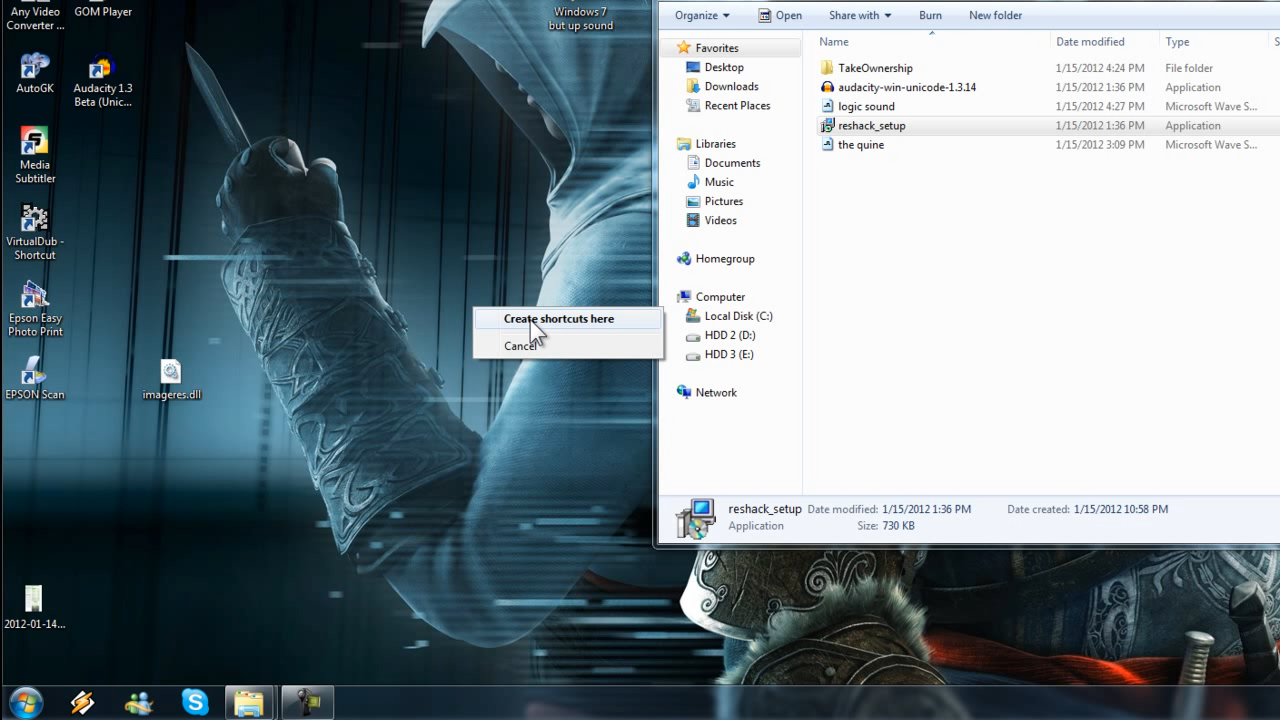 Any Video
Converter ...
GOM Player
AutoGK
Audacity 1.3
Beta (Unic...
Media
Subtitler
VirtualDub -
Shortcut
Epson Easy
Photo Print
EPSON Scan
imageres.dll
2012-01-14...
Windows 7
but up sound
Create shortcuts here
Cancel
Organize
Open
Share with
Burn
New folder
Favorites
Desktop
Downloads
Recent Places
Libraries
Documents
Music
Pictures
Videos
Homegroup
Computer
Local Disk (C:)
HDD 2 (D:)
HDD 3 (E:)
Network
Name Date modified Type S
TakeOwnership 1/15/2012 4:24 PM File folder
audacity-win-unicode-1.3.14 1/15/2012 1:36 PM Application
logic sound 1/15/2012 4:27 PM Microsoft Wave S...
reshack_setup 1/15/2012 1:36 PM Application
the quine 1/15/2012 3:09 PM Microsoft Wave S...
reshack_setup Date modified: 1/15/2012 1:36 PM Date created: 1/15/2012 10:58 PM
Application Size: 730 KB